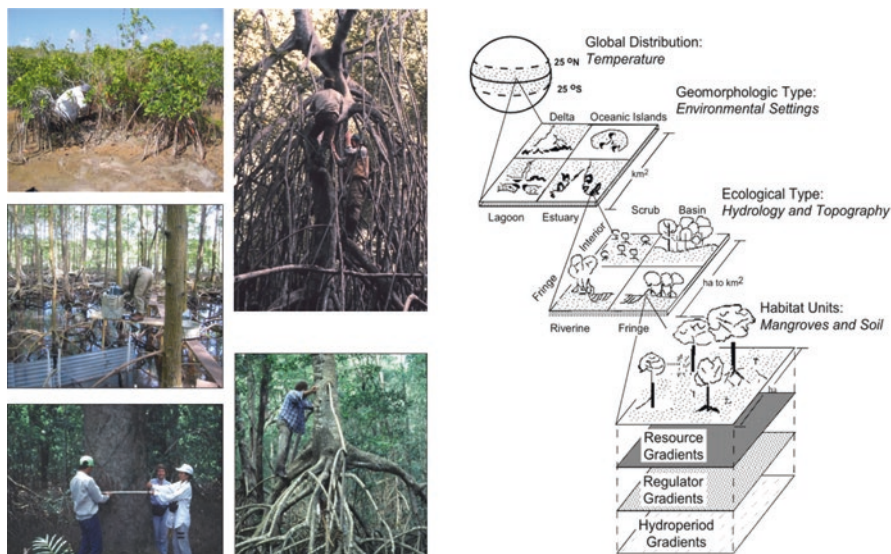 Global Distribution:
Temperature
25 ºN
25 ºS
Geomorphologic Type:
Environmental Settings
Delta
Oceanic Islands
km²
Lagoon
Estuary
Ecological Type:
Hydrology and Topography
Scrub
Basin
Interior
Fringe
ha to km²
Riverine
Fringe
Habitat Units:
Mangroves and Soil
ha
Resource
Gradients
Regulator
Gradients
Hydroperiod
Gradients